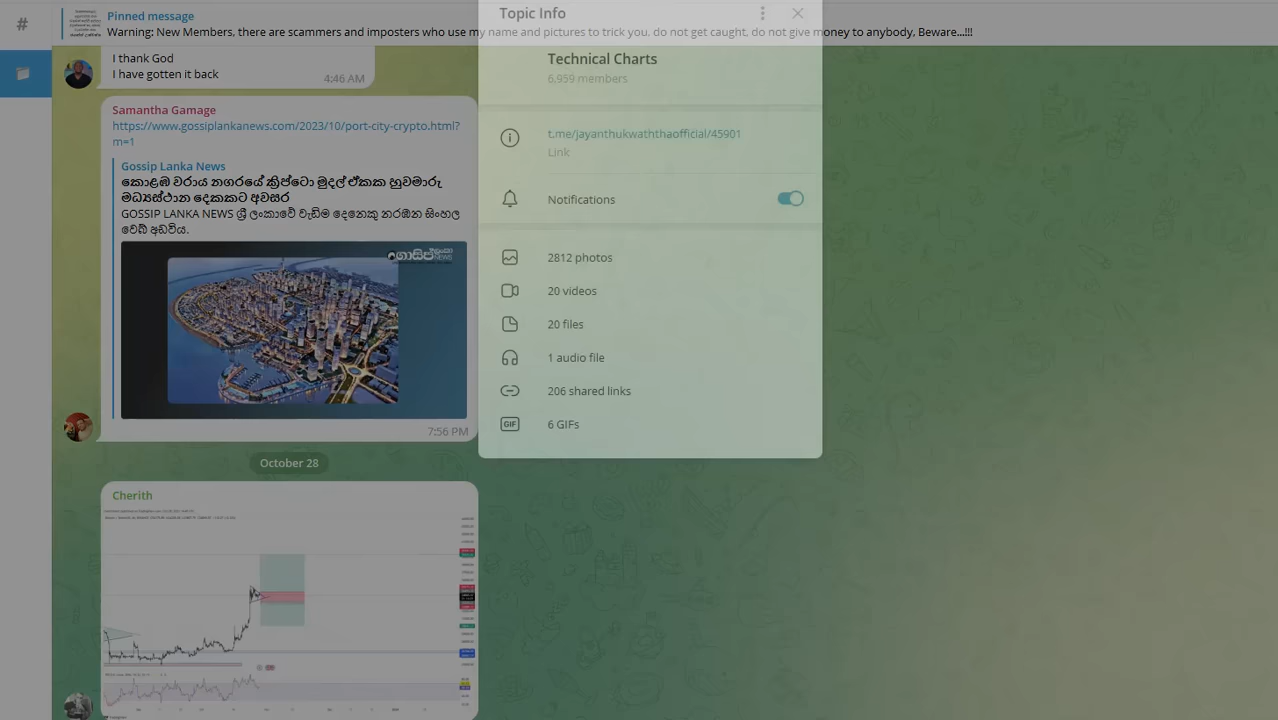 #
Pinned message
Warning; New Members, there are scammers and imposters who use my name and pictures to trick you. do not get caught, do not give money to anybody, Beware...!!!
I thank God
I have gotten it back
4:46 AM
Samantha Gamage
https://www.gossiplankanews.com/2023/10/port-city-crypto.html?
m=1
Gossip Lanka News
කොළඹ වරාය නගරයේ ක්‍රිප්ටො මුදල් ඒකක හුවමාරු
මධ්‍යස්ථාන දෙකකට අවසර
GOSSIP LANKA NEWS ශ්‍රී ලංකාවේ වැඩිම දෙනෙකු නරඹන සිංහල
වෙබ් අඩවිය.
7:56 PM
October 28
Cherith
Topic Info
Technical Charts
6,959 members
t.me/jayanthukwaththaofficial/45901
Link
Notifications
2812 photos
20 videos
20 files
1 audio file
206 shared links
GIF
6 GIFs